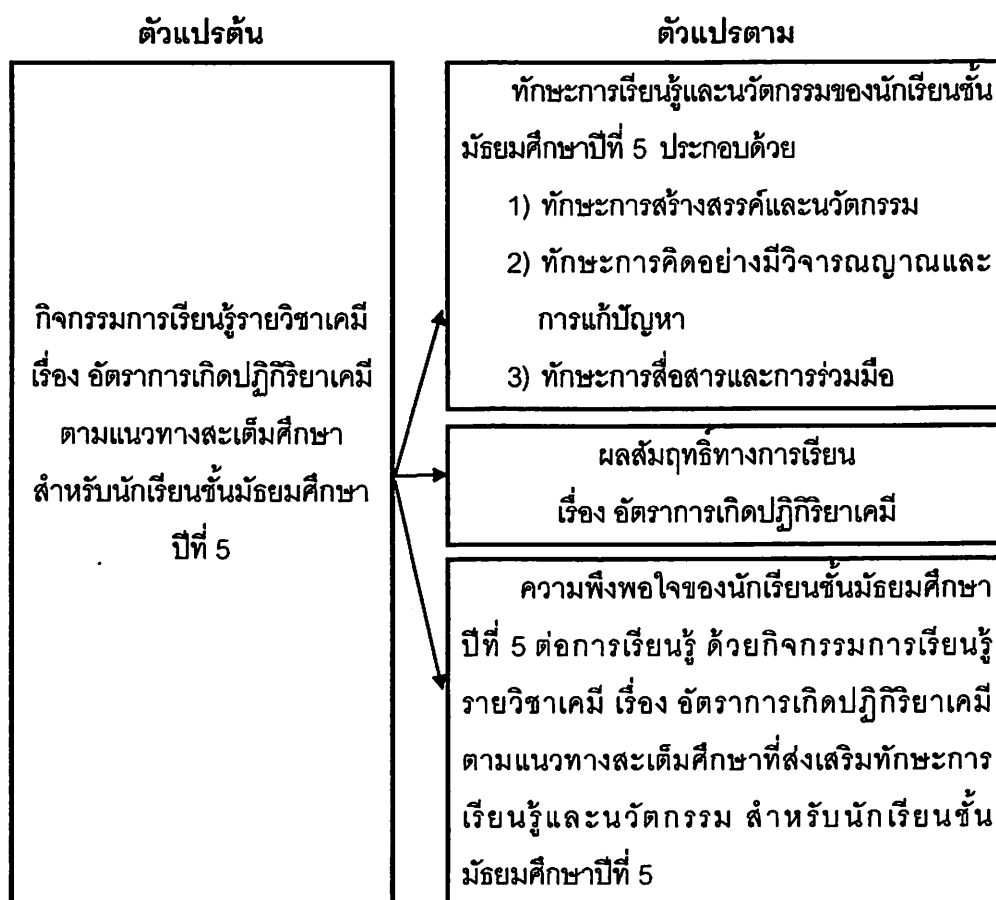 ตัวแปรต้น
กิจกรรมการเรียนรู้รายวิชาเคมี
เรื่อง อัตราการเกิดปฏิกิริยาเคมี
ตามแนวทางสะเต็มศึกษา
สำหรับนักเรียนชั้นมัธยมศึกษา
ปีที่ 5
ตัวแปรตาม
ทักษะการเรียนรู้และนวัตกรรมของนักเรียนชั้น
มัธยมศึกษาปีที่ 5 ประกอบด้วย
1) ทักษะการสร้างสรรค์และนวัตกรรม
2) ทักษะการคิดอย่างมีวิจารณญาณและ
การแก้ปัญหา
3) ทักษะการสื่อสารและการร่วมมือ
ผลสัมฤทธิ์ทางการเรียน
เรื่อง อัตราการเกิดปฏิกิริยาเคมี
ความพึงพอใจของนักเรียนชั้นมัธยมศึกษา
ปีที่ 5 ต่อการเรียนรู้ ด้วยกิจกรรมการเรียนรู้
รายวิชาเคมี เรื่อง อัตราการเกิดปฏิกิริยาเคมี
ตามแนวทางสะเต็มศึกษาที่ส่งเสริมทักษะการ
เรียนรู้และนวัตกรรม สำหรับนักเรียนชั้น
มัธยมศึกษาปีที่ 5